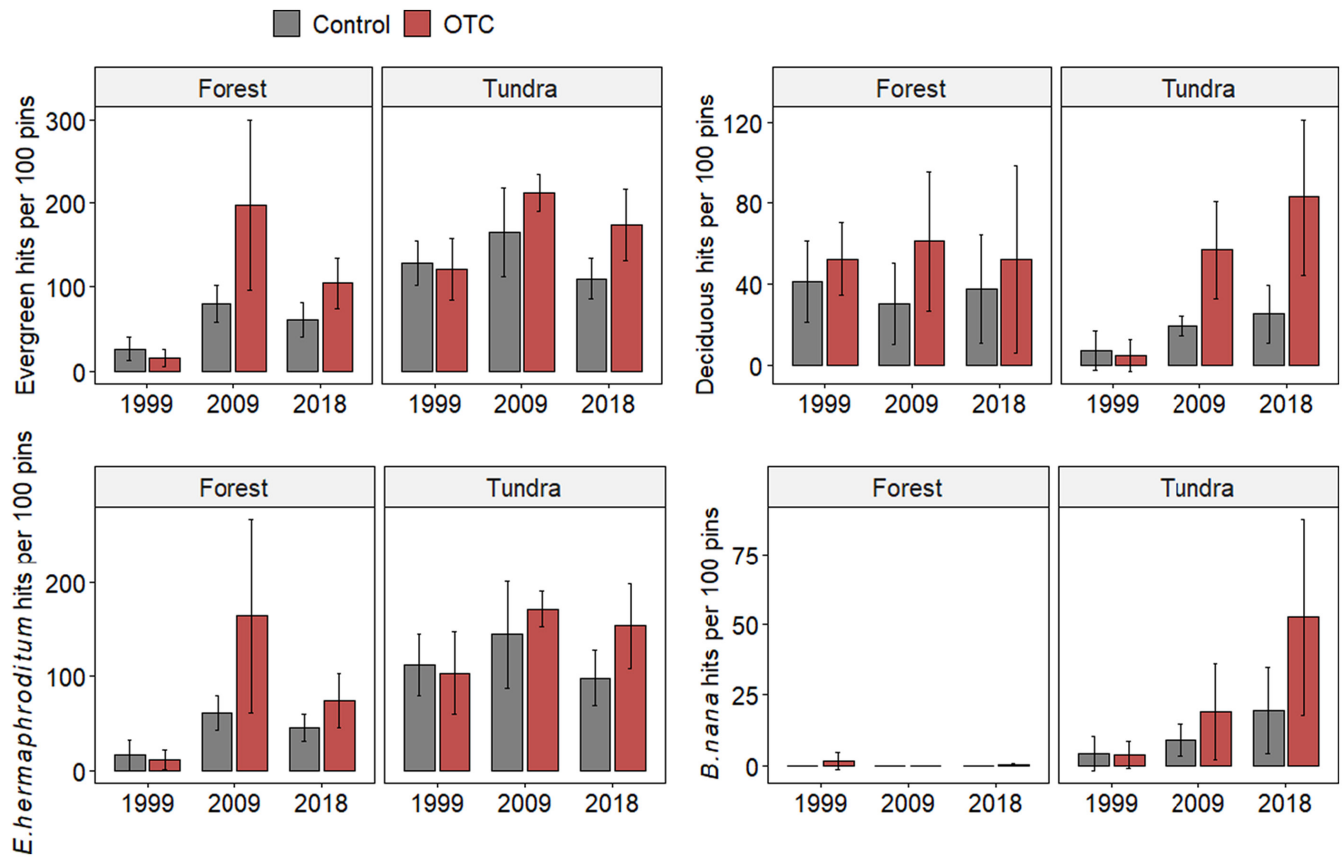 Control OTC
Evergreen hits per 100 pins
Forest Tundra
300
200
100
0
1999 2009 2018 1999 2009 2018
Deciduous hits per 100 pins
Forest Tundra
120
80
40
0
1999 2009 2018 1999 2009 2018
E.hermaphroditum hits per 100 pins
Forest Tundra
200
100
0
1999 2009 2018 1999 2009 2018
B.nana hits per 100 pins
Forest Tundra
75
50
25
0
1999 2009 2018 1999 2009 2018